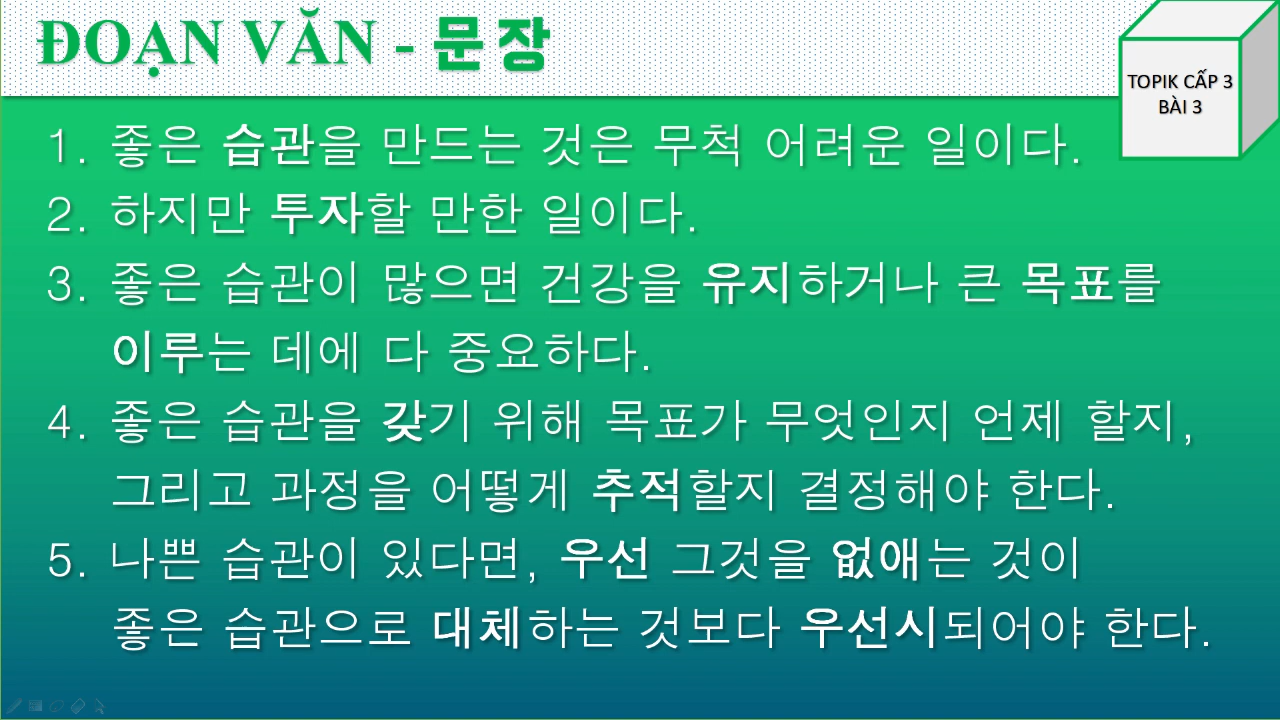 ĐOẠN VĂN - 문장
TOPIK CẤP 3
BÀI 3
1. 좋은 습관을 만드는 것은 무척 어려운 일이다.
2. 하지만 투자할 만한 일이다.
3. 좋은 습관이 많으면 건강을 유지하거나 큰 목표를
이루는 데에 다 중요하다.
4. 좋은 습관을 갖기 위해 목표가 무엇인지 언제 할지,
그리고 과정을 어떻게 추적할지 결정해야 한다.
5. 나쁜 습관이 있다면, 우선 그것을 없애는 것이
좋은 습관으로 대체하는 것보다 우선시되어야 한다.